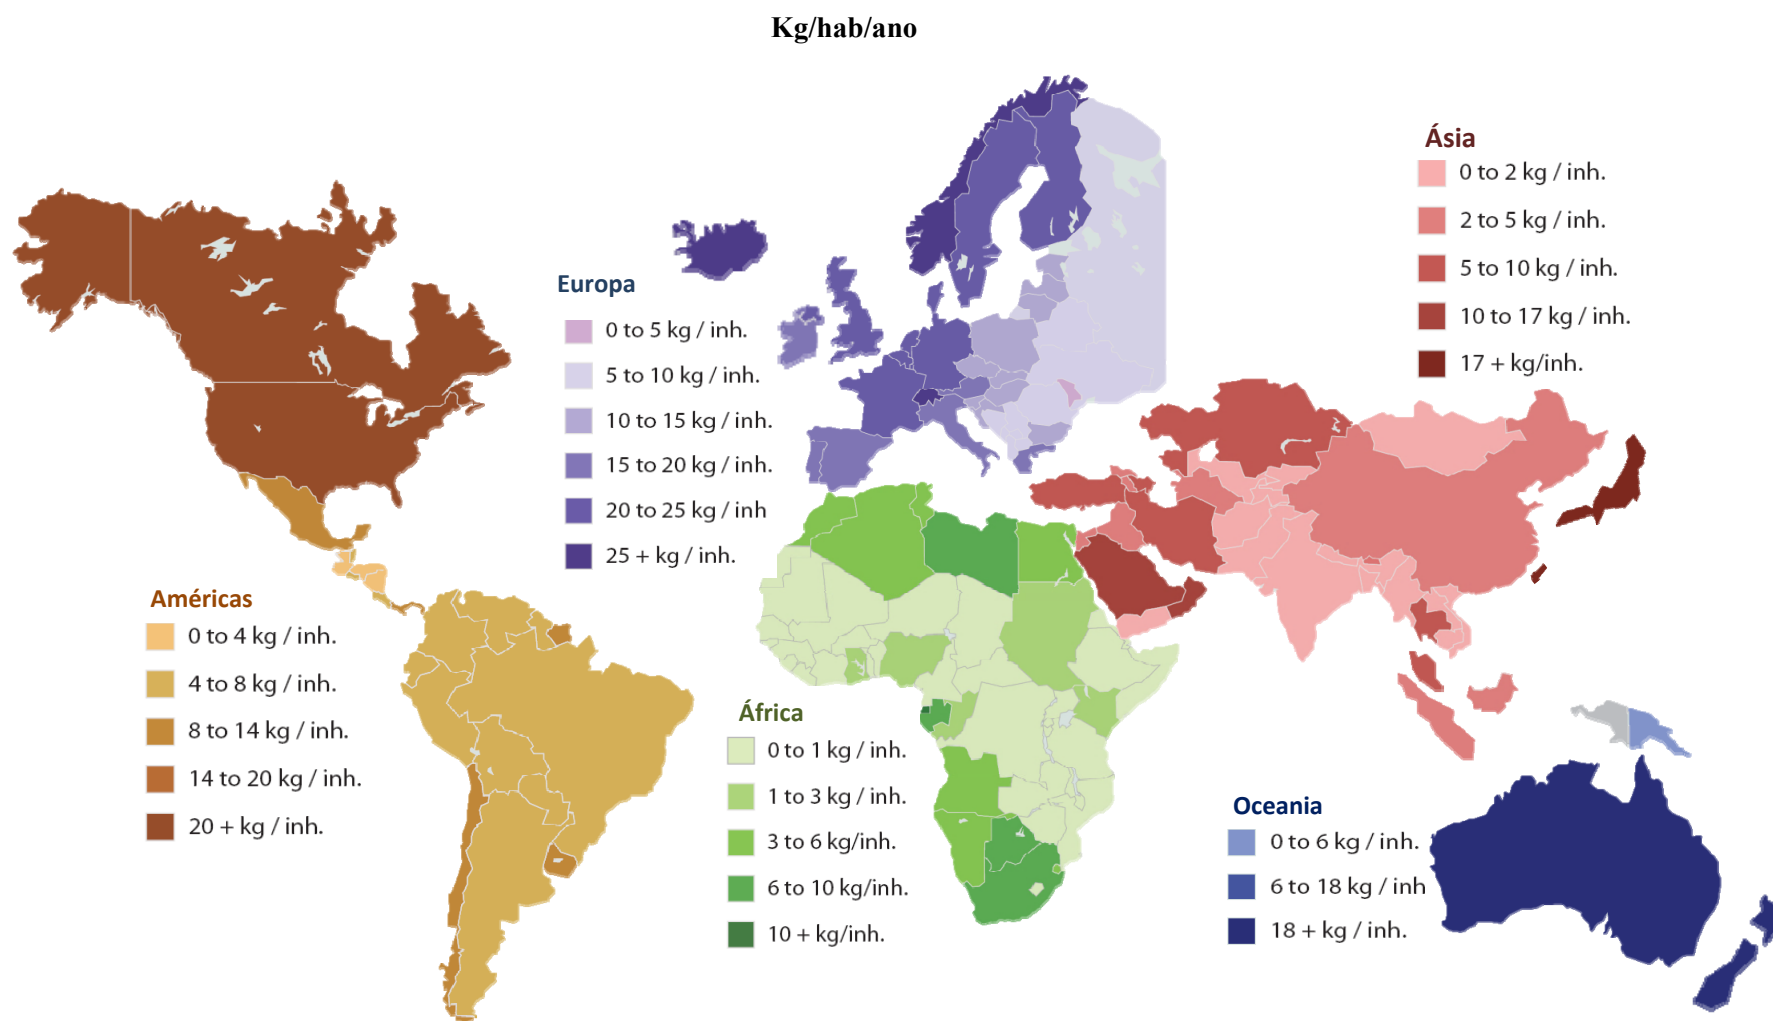 Kg/hab/ano
Américas
0 to 4 kg / inh.
4 to 8 kg / inh.
8 to 14 kg / inh.
14 to 20 kg / inh.
20 + kg / inh.
Europa
0 to 5 kg / inh.
5 to 10 kg / inh.
10 to 15 kg / inh.
15 to 20 kg / inh.
20 to 25 kg / inh
25 + kg / inh.
África
0 to 1 kg / inh.
1 to 3 kg / inh.
3 to 6 kg/inh.
6 to 10 kg/inh.
10 + kg/inh.
Ásia
0 to 2 kg / inh.
2 to 5 kg / inh.
5 to 10 kg / inh.
10 to 17 kg / inh.
17 + kg/inh.
Oceania
0 to 6 kg / inh.
6 to 18 kg / inh
18 + kg / inh.